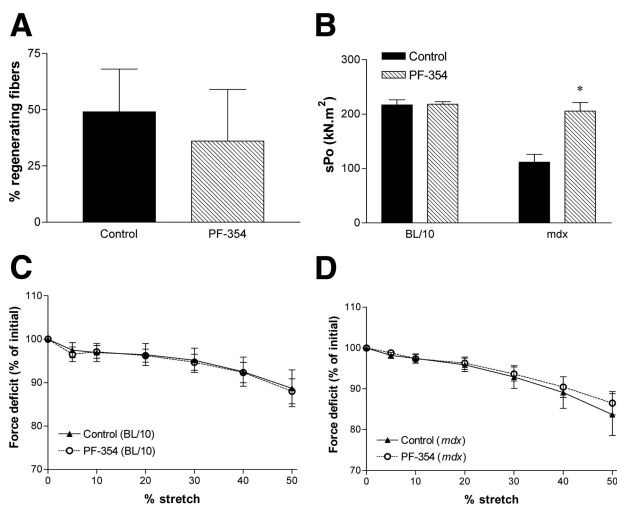 A
% regenerating fibers
75
50
25
0
Control
PF-354
B
Control
PF-354
sPo (kN.m²)
300
200
100
0
*
BL/10
mdx
C
Force deficit (% of initial)
110
100
90
80
70
Control (BL/10)
PF-354 (BL/10)
0 10 20 30 40 50
% stretch
D
Force deficit (% of initial)
110
100
90
80
70
Control (mdx)
PF-354 (mdx)
0 10 20 30 40 50
% stretch